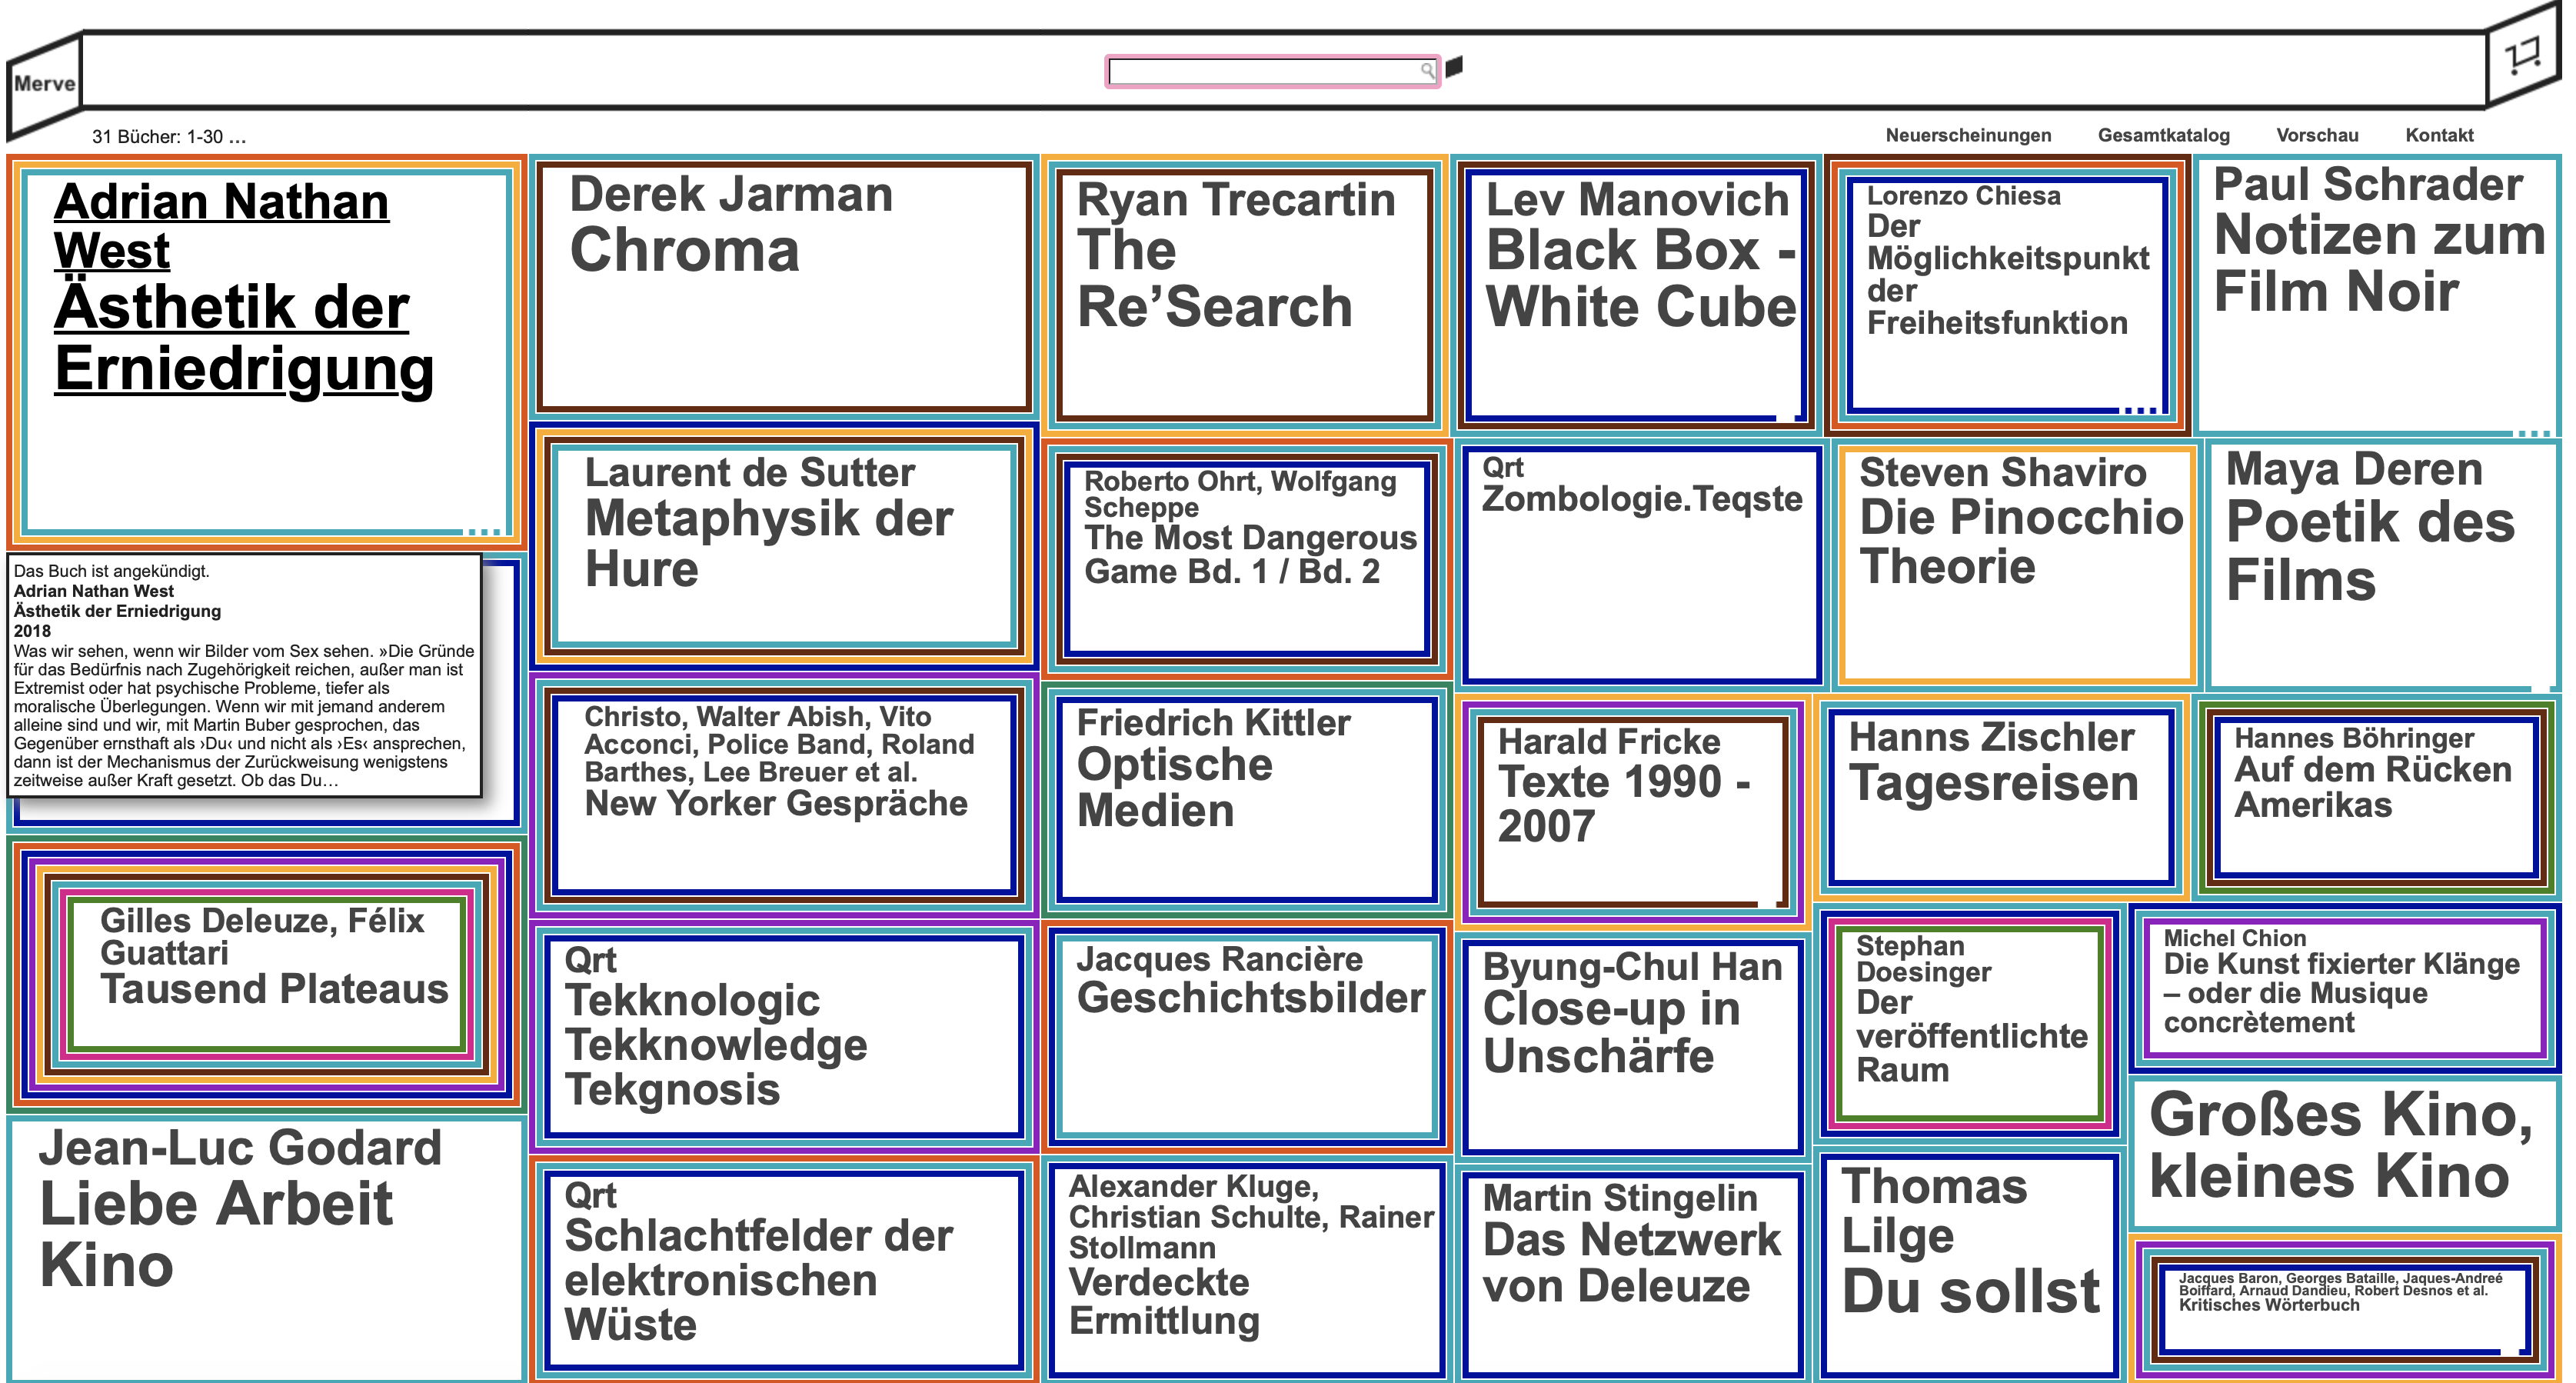 Merve
31 Bücher: 1-30 …
Neuerscheinungen
Gesamtkatalog
Vorschau
Kontakt
Adrian Nathan
West
Ästhetik der
Erniedrigung
Derek Jarman
Chroma
Ryan Trecartin
The
Re’Search
Lev Manovich
Black Box -
White Cube
Lorenzo Chiesa
Der
Möglichkeitspunkt
der
Freiheitsfunktion
Paul Schrader
Notizen zum
Film Noir
Laurent de Sutter
Metaphysik der
Hure
Roberto Ohrt, Wolfgang
Scheppe
The Most Dangerous
Game Bd. 1 / Bd. 2
Qrt
Zombologie.Teqste
Steven Shaviro
Die Pinocchio
Theorie
Maya Deren
Poetik des
Films
Das Buch ist angekündigt.
Adrian Nathan West
Ästhetik der Erniedrigung
2018
Was wir sehen, wenn wir Bilder vom Sex sehen. »Die Gründe
für das Bedürfnis nach Zugehörigkeit reichen, außer man ist
Extremist oder hat psychische Probleme, tiefer als
moralische Überlegungen. Wenn wir mit jemand anderem
alleine sind und wir, mit Martin Buber gesprochen, das
Gegenüber ernsthaft als ›Du‹ und nicht als ›Es‹ ansprechen,
dann ist der Mechanismus der Zurückweisung wenigstens
zeitweise außer Kraft gesetzt. Ob das Du…
Christo, Walter Abish, Vito
Acconci, Police Band, Roland
Barthes, Lee Breuer et al.
New Yorker Gespräche
Friedrich Kittler
Optische
Medien
Harald Fricke
Texte 1990 -
2007
Hanns Zischler
Tagesreisen
Hannes Böhringer
Auf dem Rücken
Amerikas
Gilles Deleuze, Félix
Guattari
Tausend Plateaus
Qrt
Tekknologic
Tekknowledge
Tekgnosis
Jacques Rancière
Geschichtsbilder
Byung-Chul Han
Close-up in
Unschärfe
Stephan
Doesinger
Der
veröffentlichte
Raum
Michel Chion
Die Kunst fixierter Klänge
– oder die Musique
concrètement
Jean-Luc Godard
Liebe Arbeit
Kino
Qrt
Schlachtfelder der
elektronischen
Wüste
Alexander Kluge,
Christian Schulte, Rainer
Stollmann
Verdeckte
Ermittlung
Martin Stingelin
Das Netzwerk
von Deleuze
Thomas
Lilge
Du sollst
Großes Kino,
kleines Kino
Jacques Baron, Georges Bataille, Jaques-Andreé
Boiffard, Arnaud Dandieu, Robert Desnos et al.
Kritisches Wörterbuch